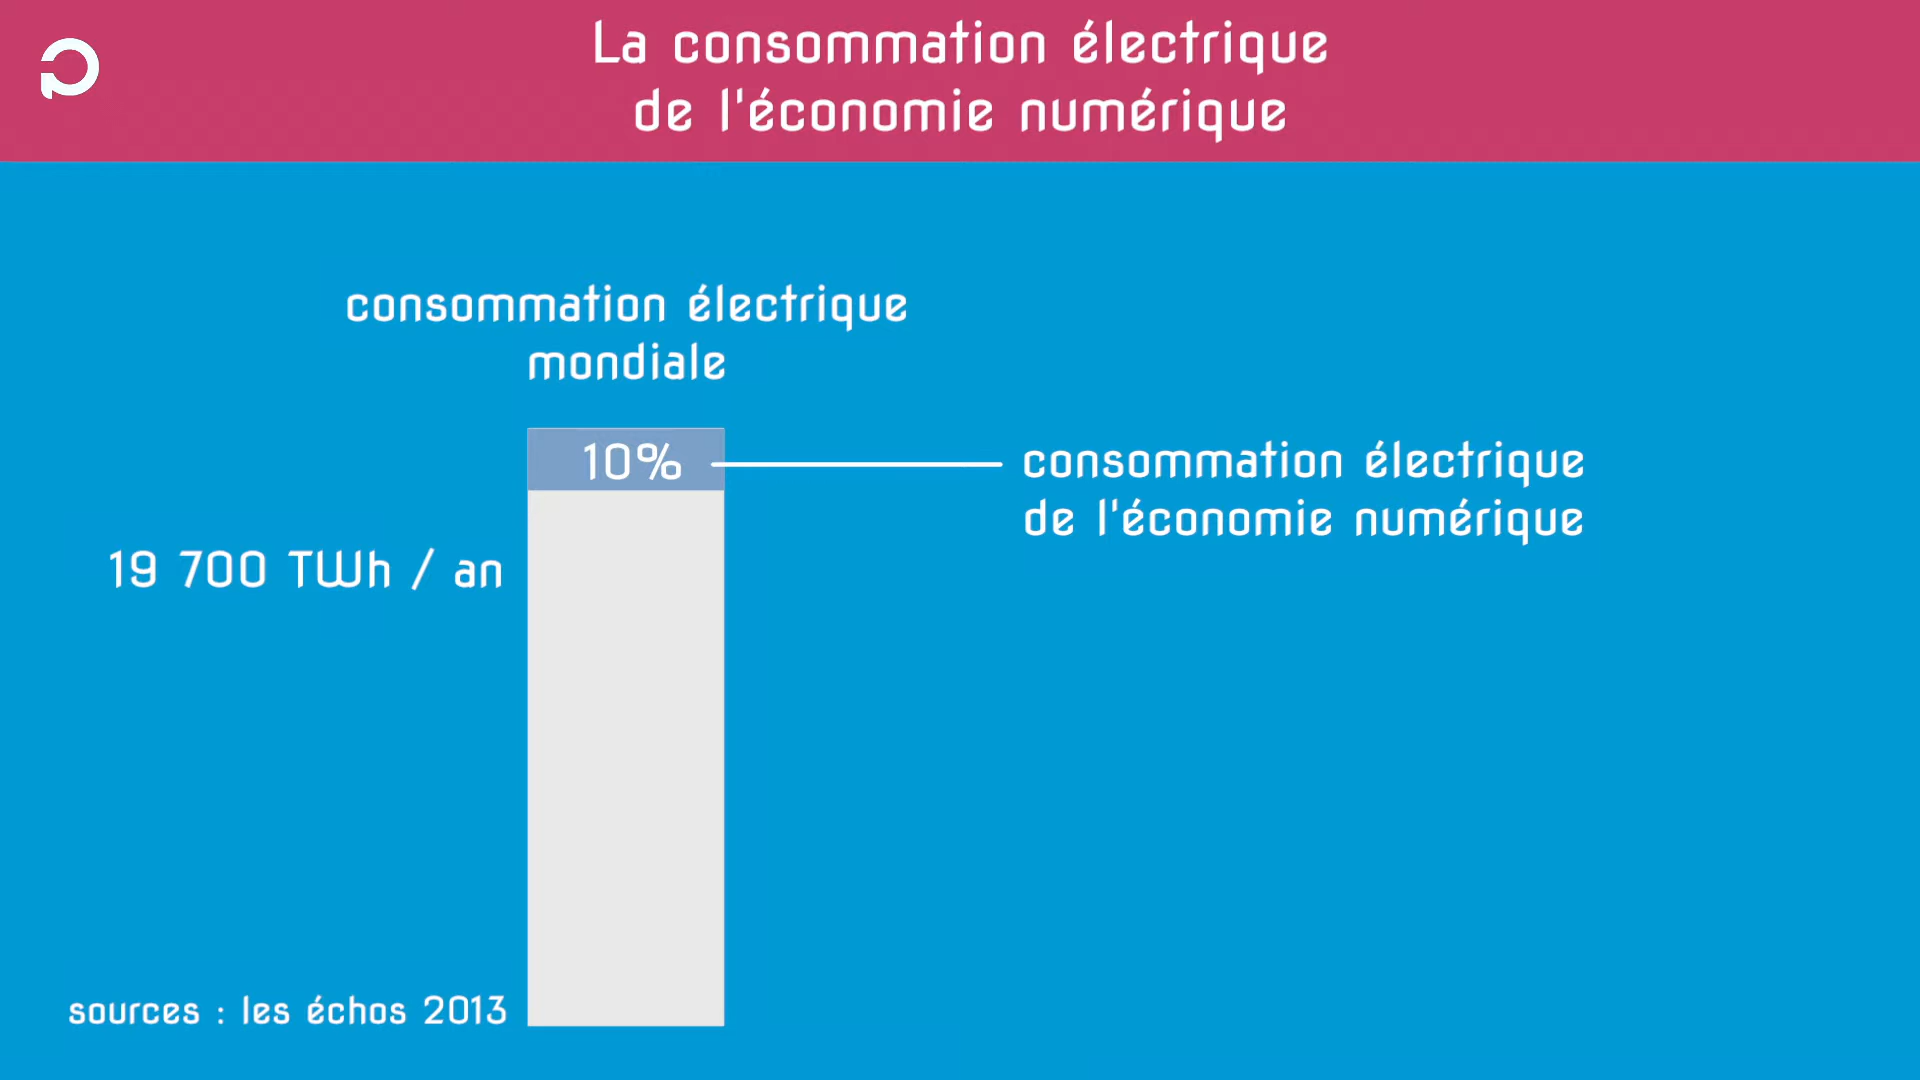 La consommation électrique
de l'économie numérique
consommation électrique
mondiale
10%
consommation électrique
de l'économie numérique
19 700 TWh / an
sources : les échos 2013